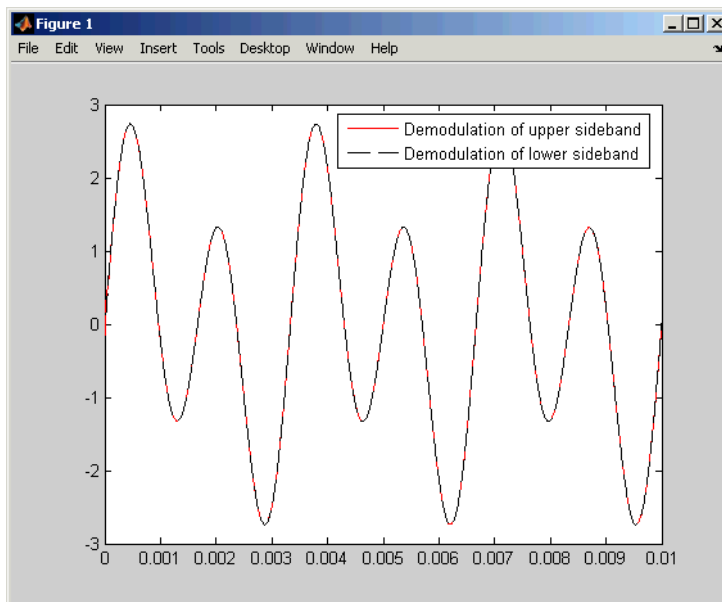 Figure 1
File Edit View Insert Tools Desktop Window Help
3
2
1
0
-1
-2
-3
Demodulation of upper sideband
Demodulation of lower sideband
0 0.001 0.002 0.003 0.004 0.005 0.006 0.007 0.008 0.009 0.01